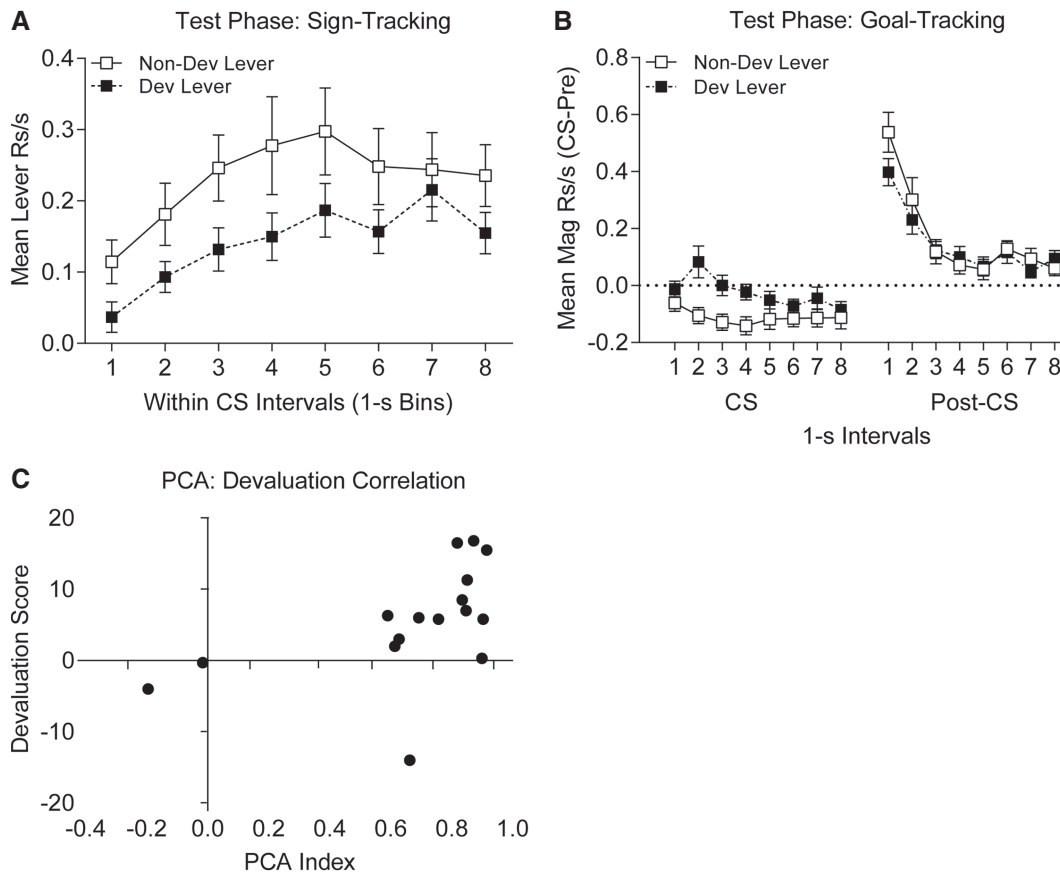 A
Test Phase: Sign-Tracking
Non-Dev Lever
Dev Lever
Mean Lever Rs/s
0.4
0.3
0.2
0.1
0.0
1 2 3 4 5 6 7 8
Within CS Intervals (1-s Bins)
B
Test Phase: Goal-Tracking
Non-Dev Lever
Dev Lever
Mean Mag Rs/s (CS-Pre)
0.8
0.6
0.4
0.2
0.0
-0.2
1 2 3 4 5 6 7 8 1 2 3 4 5 6 7 8
CS Post-CS
1-s Intervals
C
PCA: Devaluation Correlation
Devaluation Score
20
10
0
-10
-20
-0.4 -0.2 0.0 0.2 0.4 0.6 0.8 1.0
PCA Index